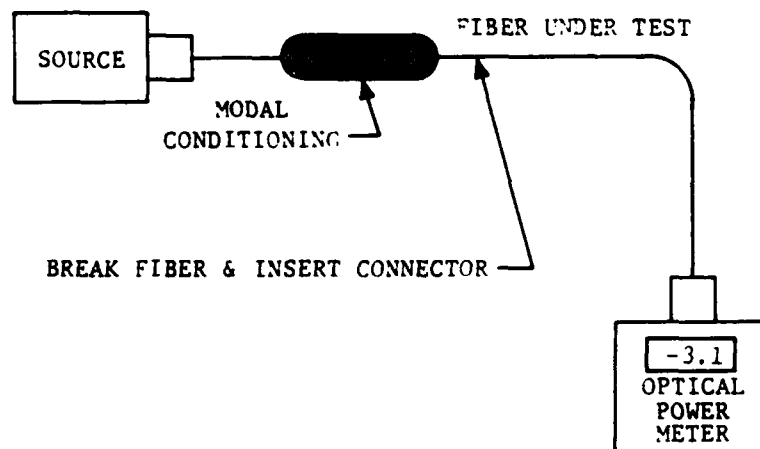 FIBER UNDER TEST
SOURCE
MODAL
CONDITIONING
BREAK FIBER & INSERT CONNECTOR
-3.1
OPTICAL
POWER
METER